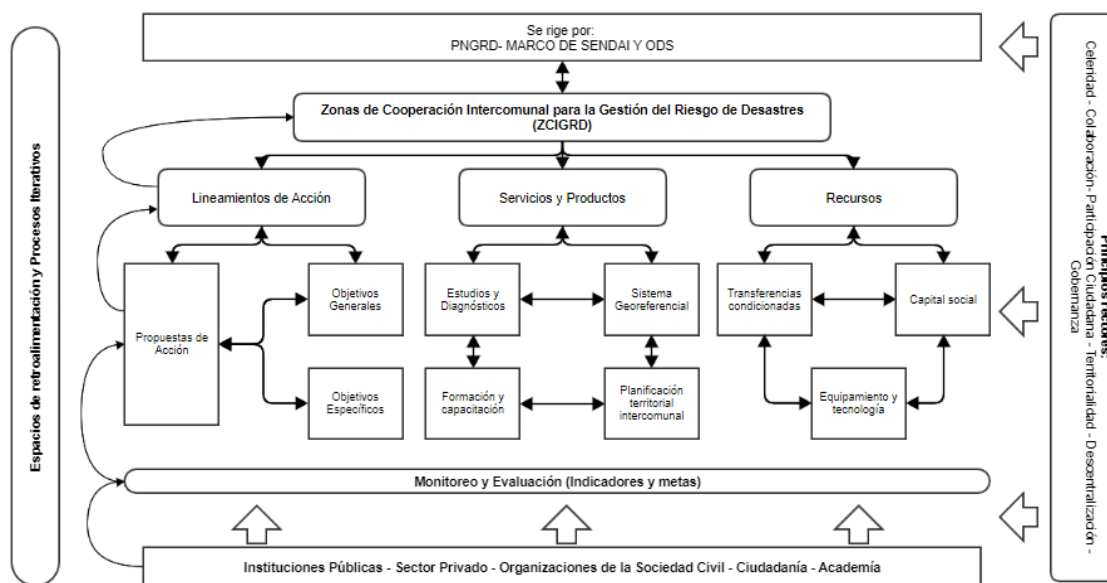 Se rige por:
PNGRD- MARCO DE SENDAI Y ODS
Zonas de Cooperación Intercomunal para la Gestión del Riesgo de Desastres
(ZCIGRD)
Lineamientos de Acción
Servicios y Productos
Recursos
Propuestas de
Acción
Objetivos
Generales
Objetivos
Específicos
Estudios y
Diagnósticos
Sistema
Georeferencial
Formación y
capacitación
Planificación
territorial
intercomunal
Transferencias
condicionadas
Capital social
Equipamiento y
tecnología
Monitoreo y Evaluación (Indicadores y metas)
Instituciones Públicas - Sector Privado - Organizaciones de la Sociedad Civil - Ciudadanía - Academía
Espacios de retroalimentación y Procesos Iterativos
Principios rectores:
Celeridad - Colaboración- Participación Ciudadana - Territorialidad - Descentralización -
Gobernanza